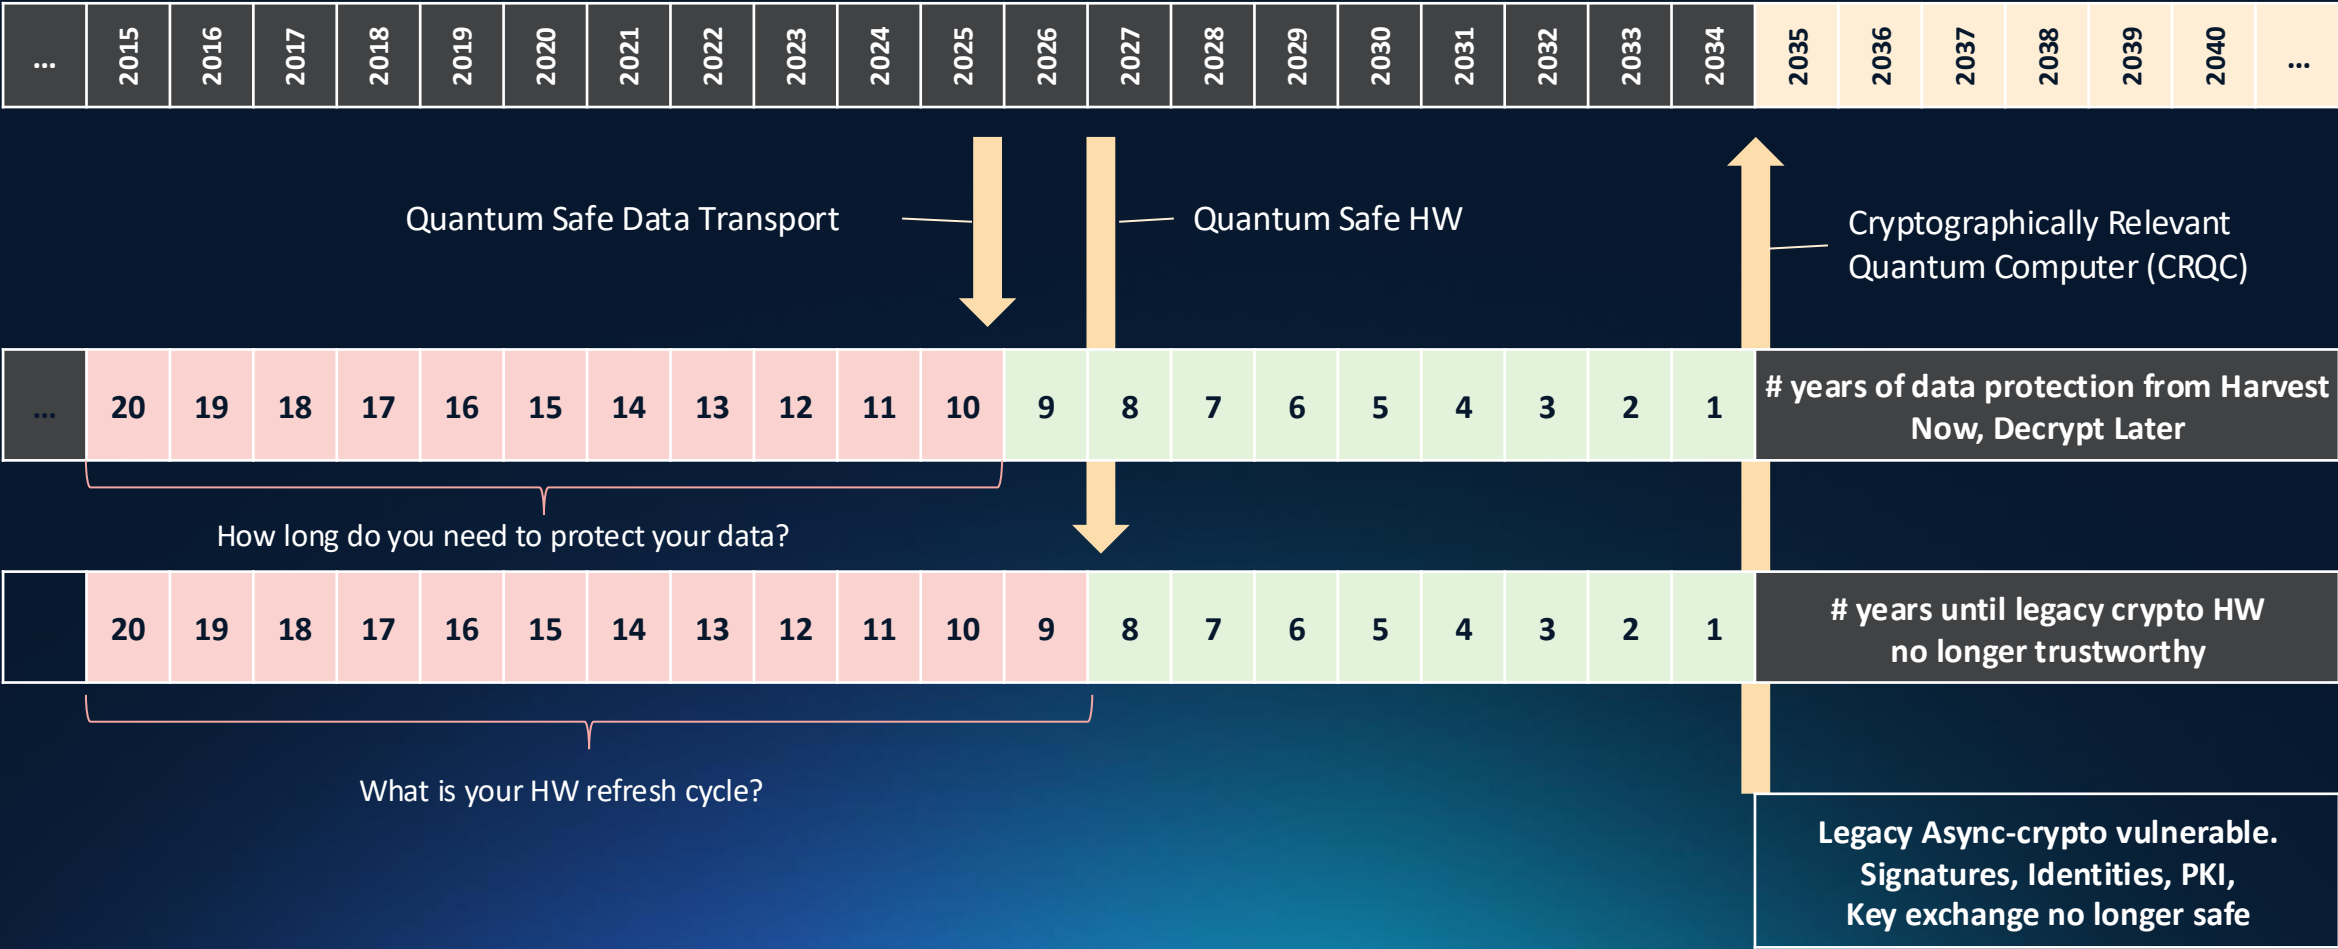 ... 2015 2016 2017 2018 2019 2020 2021 2022 2023 2024 2025 2026 2027 2028 2029 2030 2031 2032 2033 2034 2035 2036 2037 2038 2039 2040 ...
Quantum Safe Data Transport
Quantum Safe HW
Cryptographically Relevant
Quantum Computer (CRQC)
... 20 19 18 17 16 15 14 13 12 11 10 9 8 7 6 5 4 3 2 1
# years of data protection from Harvest
Now, Decrypt Later
How long do you need to protect your data?
20 19 18 17 16 15 14 13 12 11 10 9 8 7 6 5 4 3 2 1
# years until legacy crypto HW
no longer trustworthy
What is your HW refresh cycle?
Legacy Async-crypto vulnerable.
Signatures, Identities, PKI,
Key exchange no longer safe